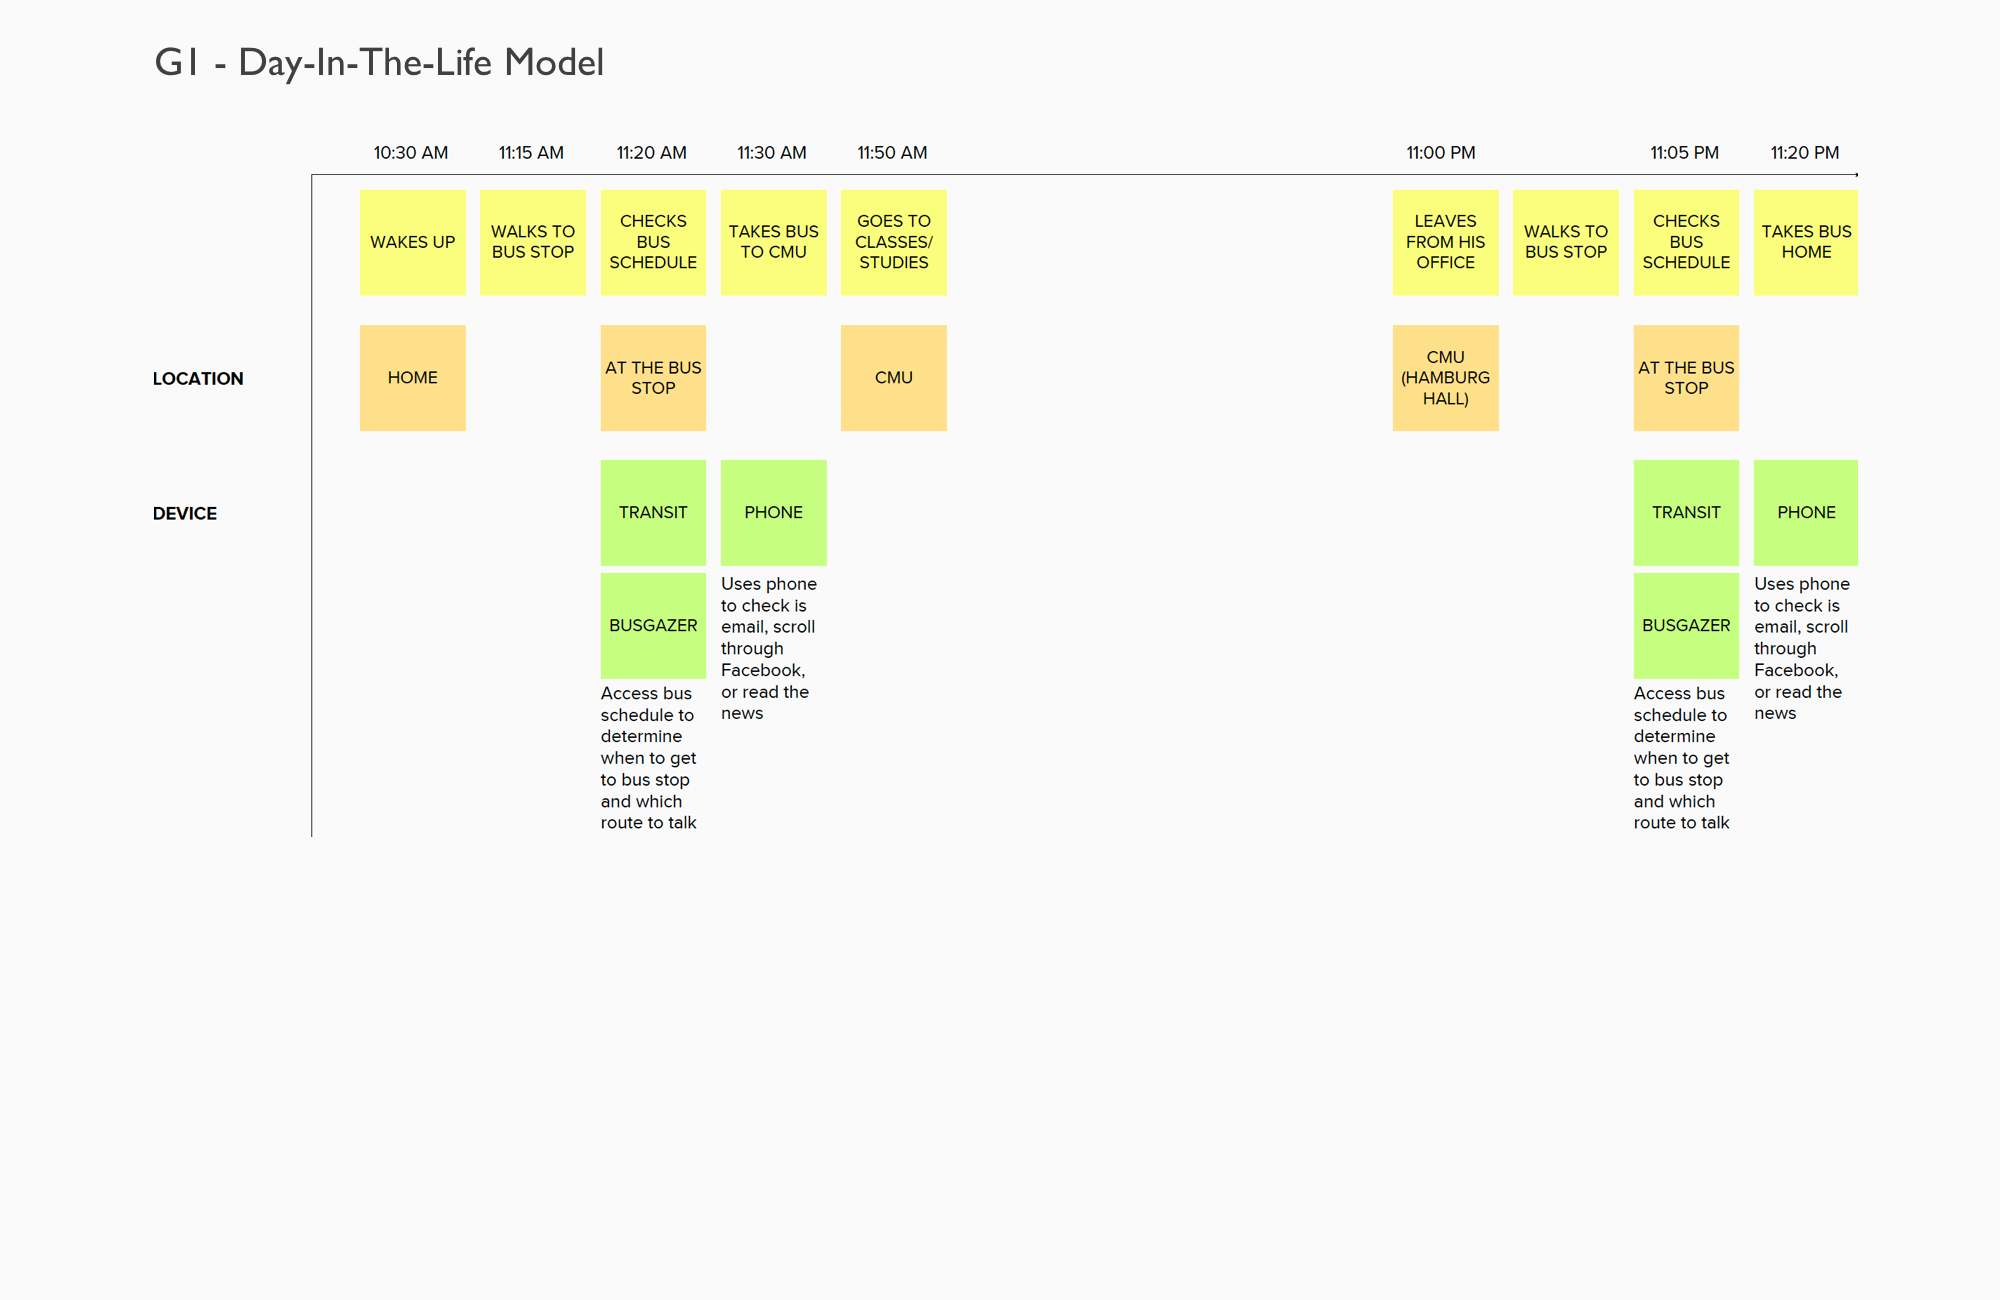 G1 - Day-In-The-Life Model
10:30 AM
11:15 AM
11:20 AM
11:30 AM
11:50 AM
11:00 PM
11:05 PM
11:20 PM
WAKES UP
WALKS TO
BUS STOP
CHECKS
BUS
SCHEDULE
TAKES BUS
TO CMU
GOES TO
CLASSES/
STUDIES
LEAVES
FROM HIS
OFFICE
WALKS TO
BUS STOP
CHECKS
BUS
SCHEDULE
TAKES BUS
HOME
LOCATION
HOME
AT THE BUS
STOP
CMU
CMU
(HAMBURG
HALL)
AT THE BUS
STOP
DEVICE
TRANSIT
PHONE
TRANSIT
PHONE
BUSGAZER
Access bus
schedule to
determine
when to get
to bus stop
and which
route to talk
Uses phone
to check is
email, scroll
through
Facebook,
or read the
news
BUSGAZER
Access bus
schedule to
determine
when to get
to bus stop
and which
route to talk
Uses phone
to check is
email, scroll
through
Facebook,
or read the
news